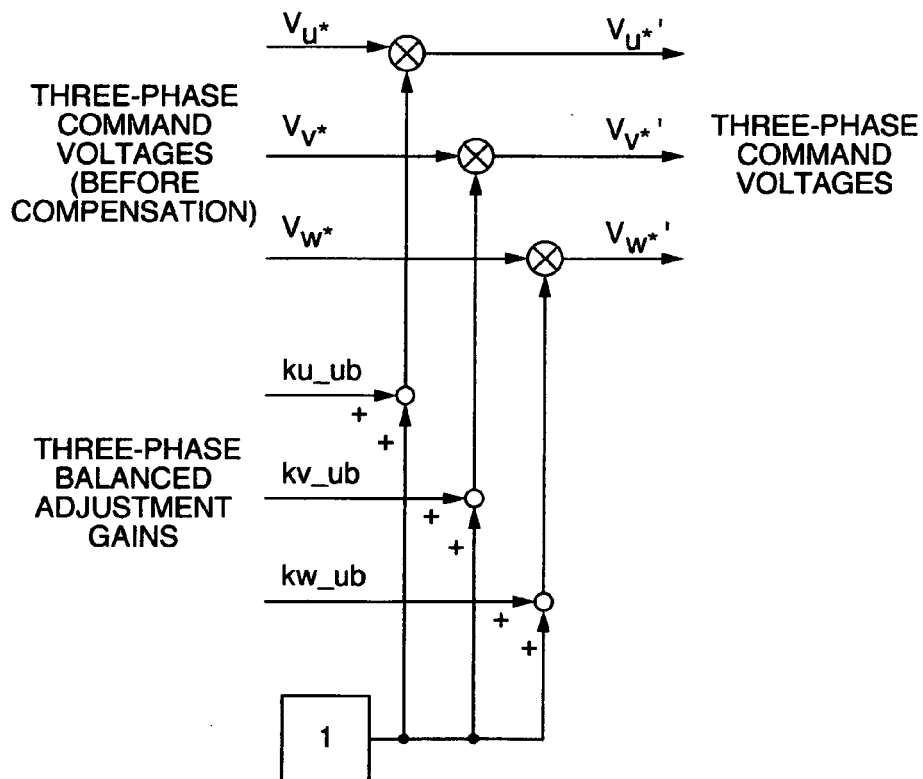 Vu* Vu*'
THREE-PHASE
COMMAND
VOLTAGES
(BEFORE
COMPENSATION)
Vv* Vv*'
THREE-PHASE
COMMAND
VOLTAGES
Vw* Vw*'
ku_ub
+ +
THREE-PHASE
BALANCED
ADJUSTMENT
GAINS
kv_ub
+ +
kw_ub
+ +
1